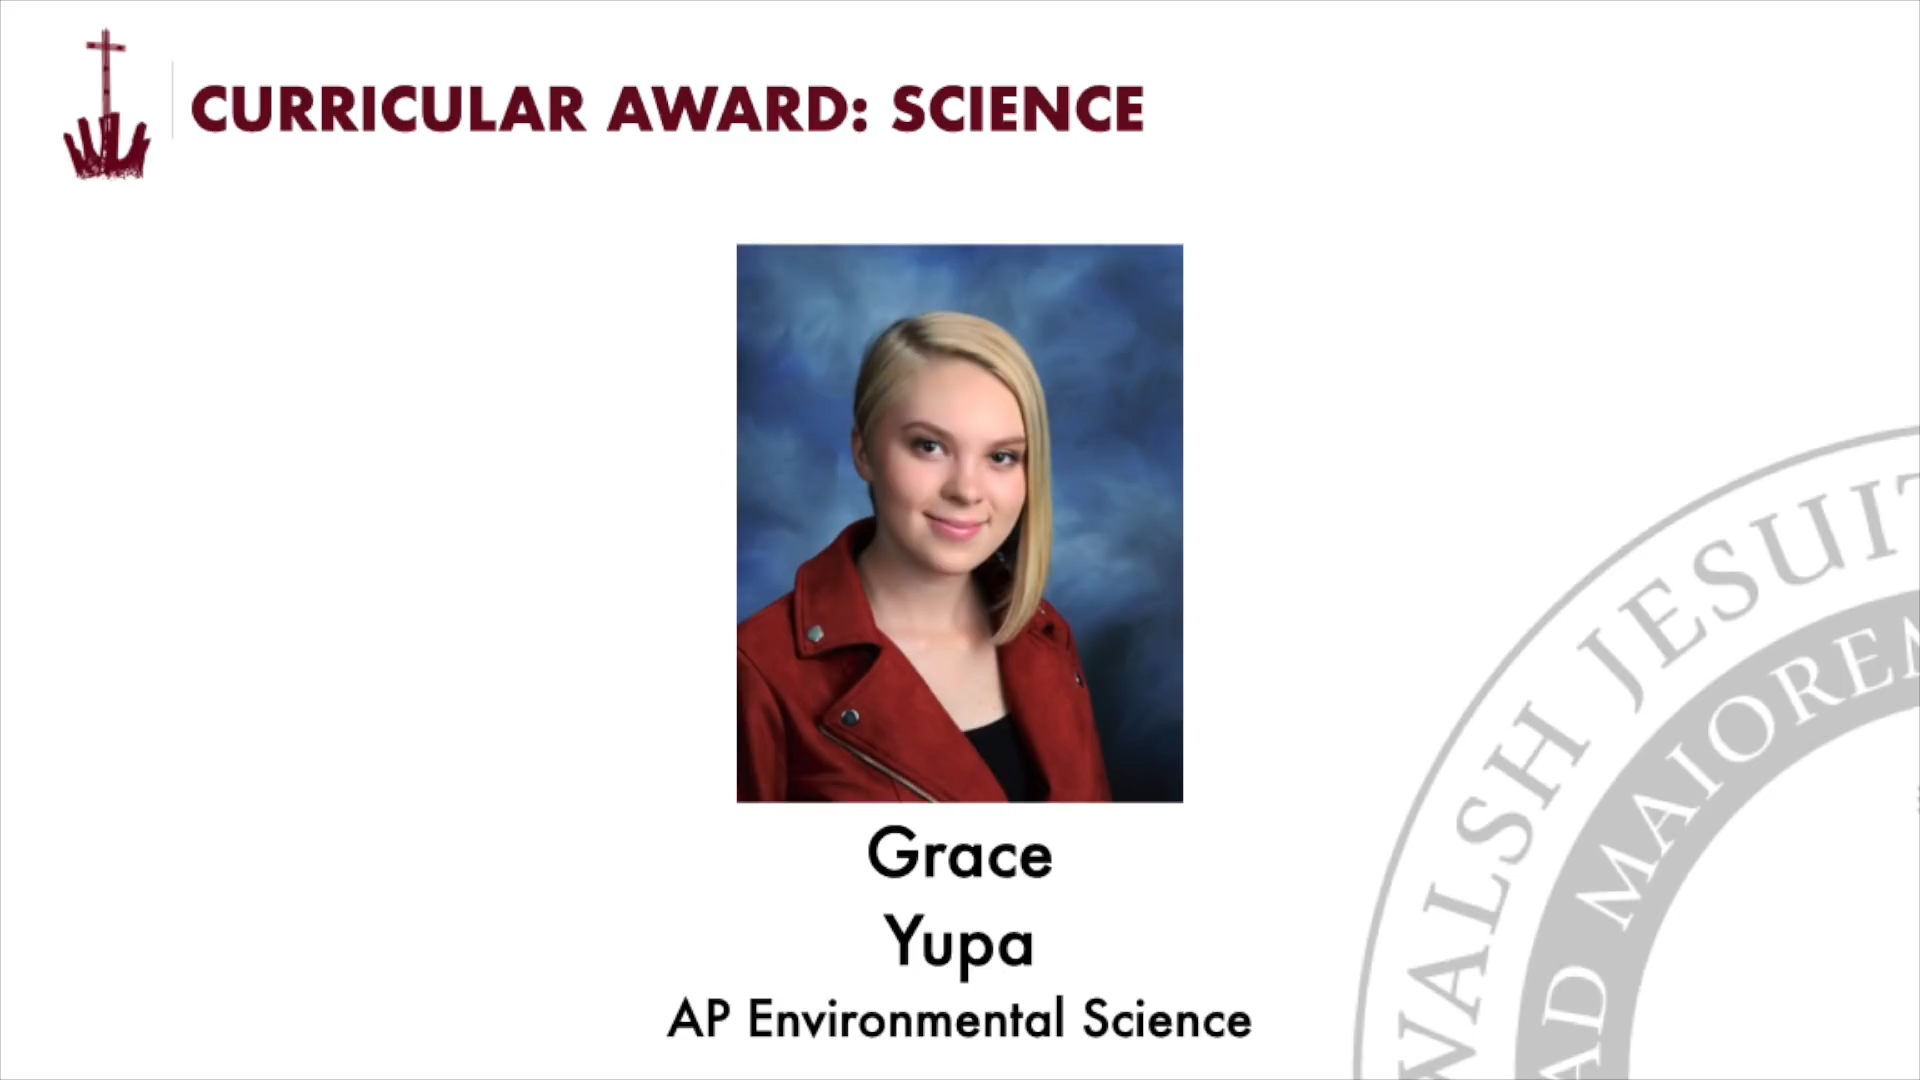 CURRICULAR AWARD: SCIENCE
Grace
Yupa
AP Environmental Science
WALSH JESUIT
AD MAIOREM